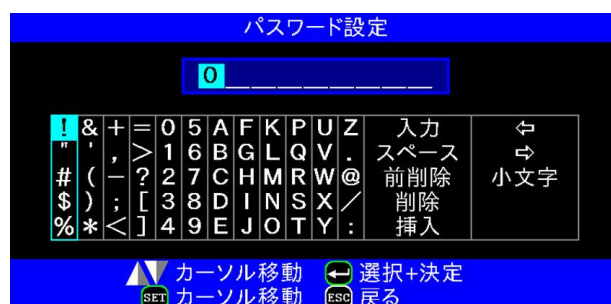 パスワード設定
0_________
! & + = 0 5 A F K P U Z 入力 ⇦
" ' , > 1 6 B G L Q V . スペース ⇨
# ( − ? 2 7 C H M R W @ 前削除 小文字
$ ) ; [ 3 8 D I N S X / 削除
% * < ] 4 9 E J O T Y : 挿入
カーソル移動 選択+決定
SET カーソル移動 ESC 戻る